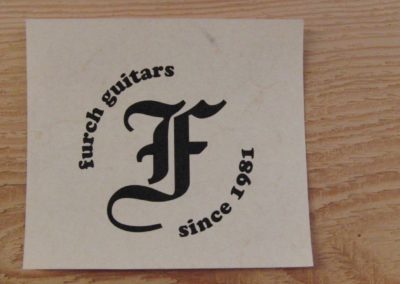 furch guitars
F
since 1981